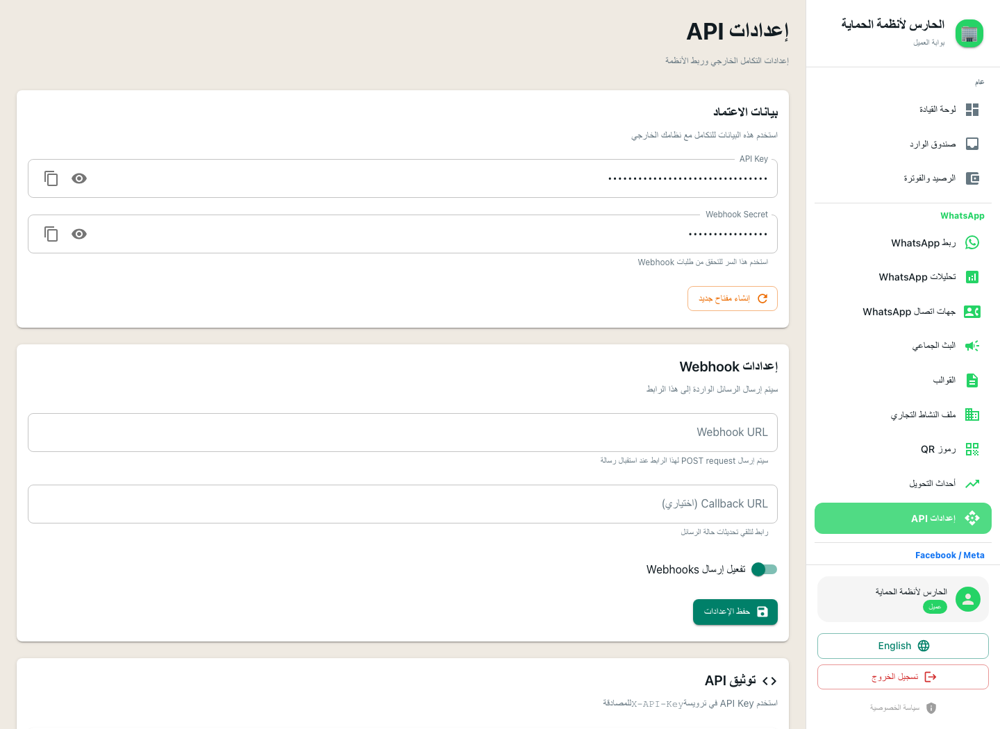 الحارس لأنظمة الحماية
بوابة العميل
عام
لوحة القيادة
صندوق الوارد
الرصيد والفوترة
WhatsApp
ربط WhatsApp
تحليلات WhatsApp
جهات اتصال WhatsApp
البث الجماعي
القوالب
ملف النشاط التجاري
رموز QR
أحداث التحويل
إعدادات API
Facebook / Meta
الحارس لأنظمة الحماية
عميل
English
تسجيل الخروج
سياسة الخصوصية
إعدادات API
إعدادات التكامل الخارجي وربط الأنظمة
بيانات الاعتماد
استخدم هذه البيانات للتكامل مع نظامك الخارجي
API Key
••••••••••••••••••••••••••••••••
Webhook Secret
••••••••••••••••
استخدم هذا السر للتحقق من طلبات Webhook
إنشاء مفتاح جديد
إعدادات Webhook
سيتم إرسال الرسائل الواردة إلى هذا الرابط
Webhook URL
سيتم إرسال POST request لهذا الرابط عند استقبال رسالة
Callback URL (اختياري)
رابط لتلقي تحديثات حالة الرسائل
تفعيل إرسال Webhooks
حفظ الإعدادات
توثيق API
استخدم API Key في ترويسةX-API-Keyللمصادقة